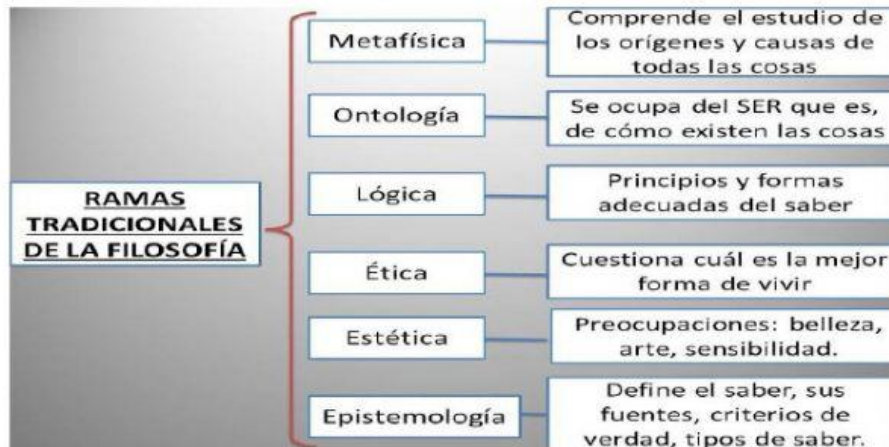 RAMAS
TRADICIONALES
DE LA FILOSOFÍA
Metafísica
Comprende el estudio de
los orígenes y causas de
todas las cosas
Ontología
Se ocupa del SER que es,
de cómo existen las cosas
Lógica
Principios y formas
adecuadas del saber
Ética
Cuestiona cuál es la mejor
forma de vivir
Estética
Preocupaciones: belleza,
arte, sensibilidad.
Epistemología
Define el saber, sus
fuentes, criterios de
verdad, tipos de saber.